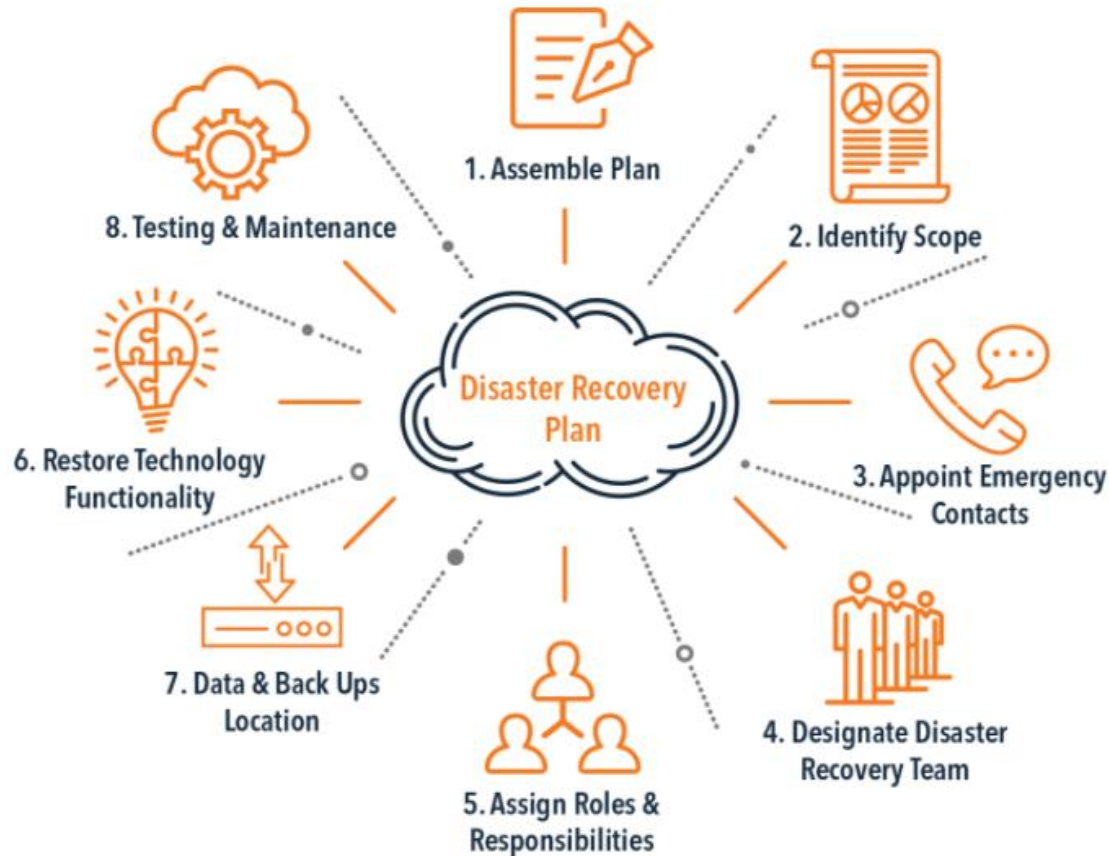 1. Assemble Plan
2. Identify Scope
3. Appoint Emergency
Contacts
4. Designate Disaster
Recovery Team
5. Assign Roles &
Responsibilities
7. Data & Back Ups
Location
6. Restore Technology
Functionality
8. Testing & Maintenance
Disaster Recovery
Plan